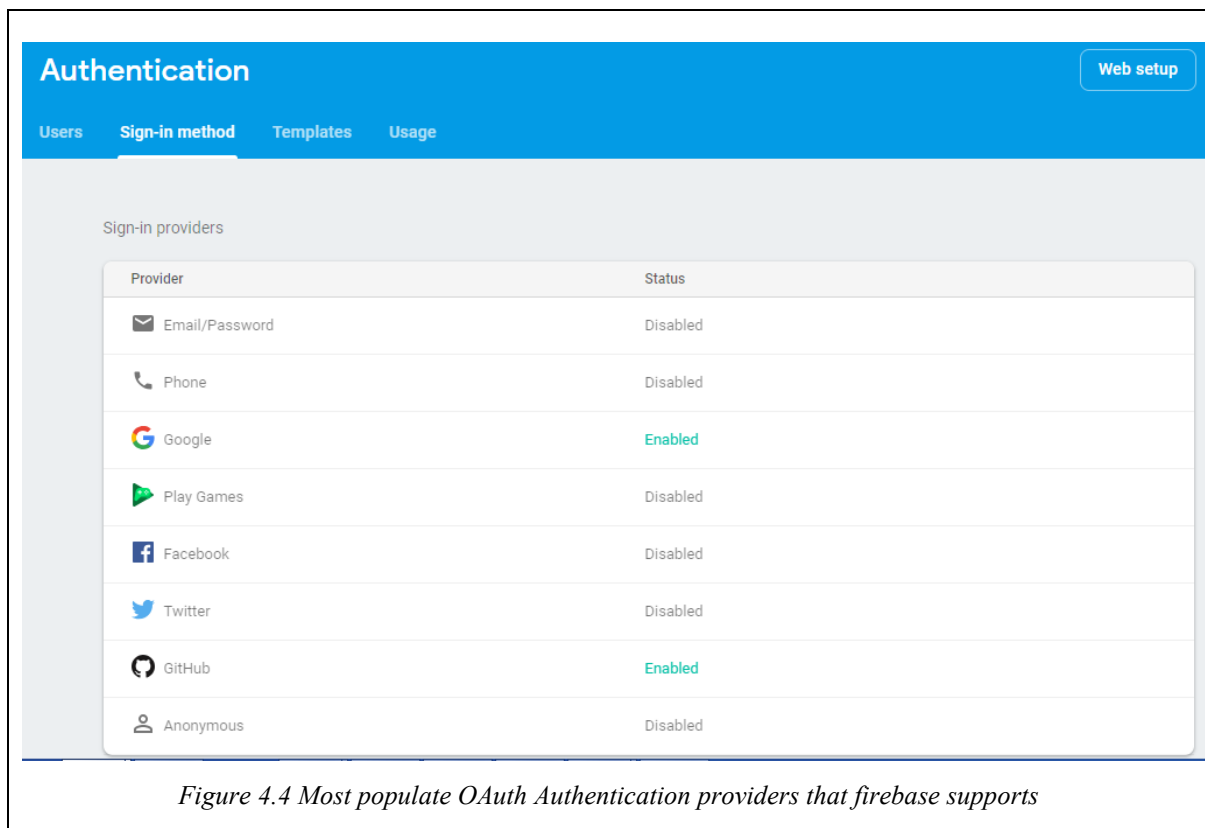 Authentication
Web setup
Users Sign-in method Templates Usage
Sign-in providers
Provider Status
Email/Password Disabled
Phone Disabled
Google Enabled
Play Games Disabled
Facebook Disabled
Twitter Disabled
GitHub Enabled
Anonymous Disabled
Figure 4.4 Most populate OAuth Authentication providers that firebase supports